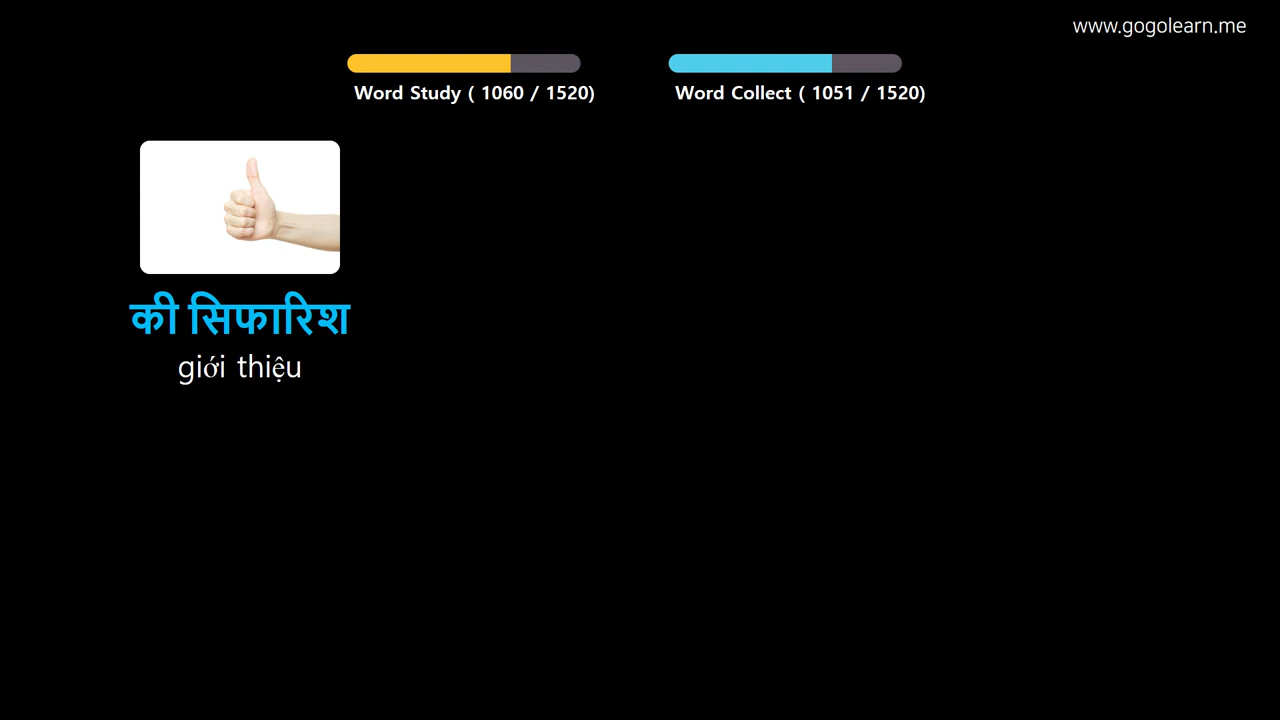 www.gogolearn.me
Word Study ( 1060 / 1520)
Word Collect ( 1051 / 1520)
की सिफारिश
giới thiệu